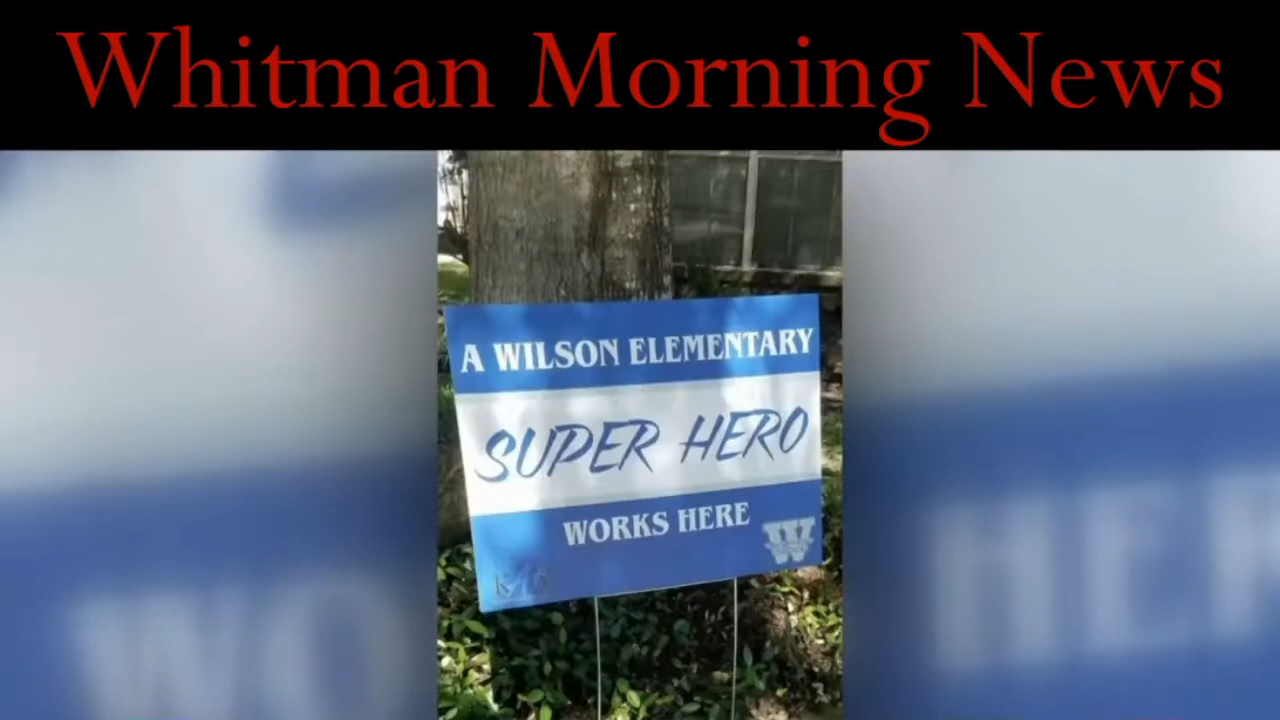 Whitman Morning News
A WILSON ELEMENTARY
SUPER HERO
WORKS HERE
W